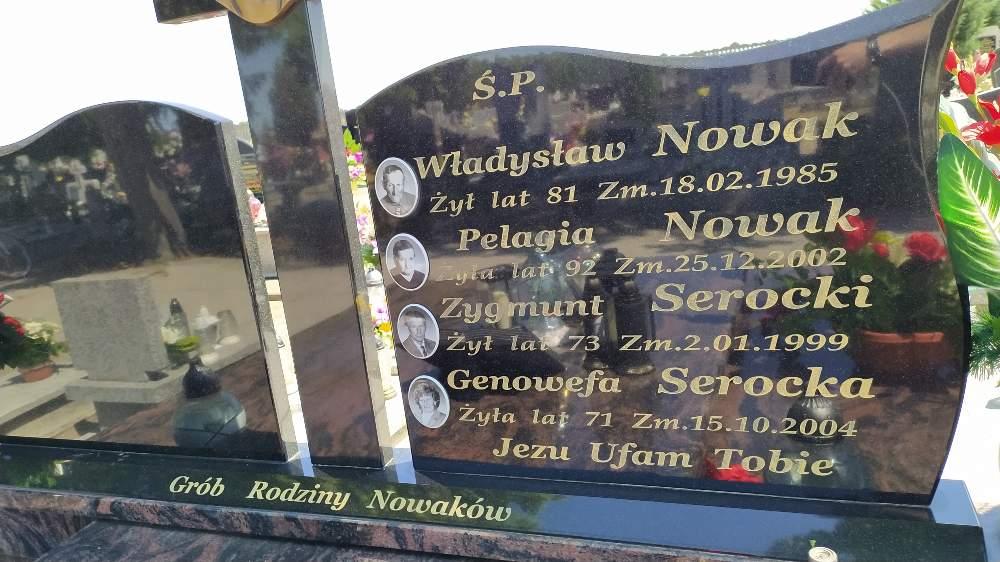 Ś.P.
Władysław Nowak
Żył lat 81 Zm.18.02.1985
Pelagia Nowak
Żyła lat 92 Zm.25.12.2002
Zygmunt Serocki
Żył lat 73 Zm.2.01.1999
Genowefa Serocka
Żyła lat 71 Zm.15.10.2004
Jezu Ufam Tobie
Grób Rodziny Nowaków